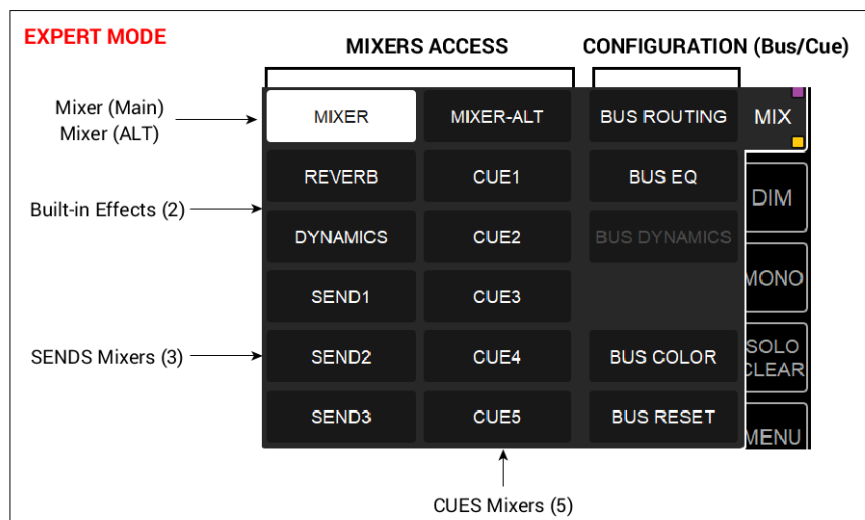 EXPERT MODE
MIXERS ACCESS
CONFIGURATION (Bus/Cue)
Mixer (Main)
Mixer (ALT)
MIXER
MIXER-ALT
BUS ROUTING
MIX
Built-in Effects (2)
REVERB
CUE1
BUS EQ
DIM
DYNAMICS
CUE2
BUS DYNAMICS
MONO
SEND1
CUE3
SENDS Mixers (3)
SEND2
CUE4
BUS COLOR
SOLO
CLEAR
SEND3
CUE5
BUS RESET
MENU
CUES Mixers (5)